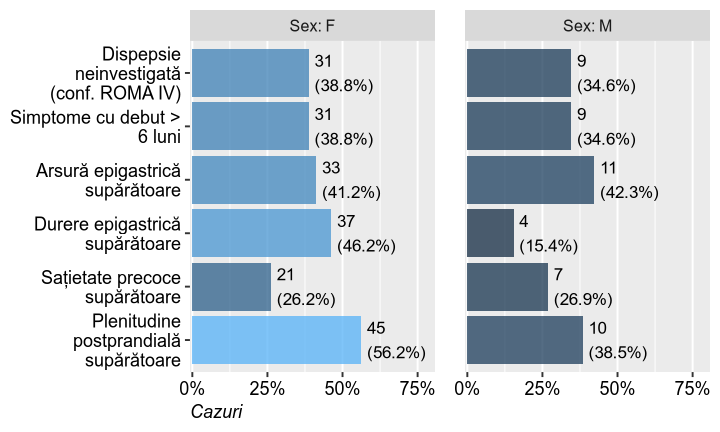 Sex: F
Sex: M
Dispepsie
neinvestigată
(conf. ROMA IV)
31
(38.8%)
9
(34.6%)
Simptome cu debut >
6 luni
31
(38.8%)
9
(34.6%)
Arsură epigastrică
supărătoare
33
(41.2%)
11
(42.3%)
Durere epigastrică
supărătoare
37
(46.2%)
4
(15.4%)
Sațietate precoce
supărătoare
21
(26.2%)
7
(26.9%)
Plenitudine
postprandială
supărătoare
45
(56.2%)
10
(38.5%)
0% 25% 50% 75%
0% 25% 50% 75%
Cazuri